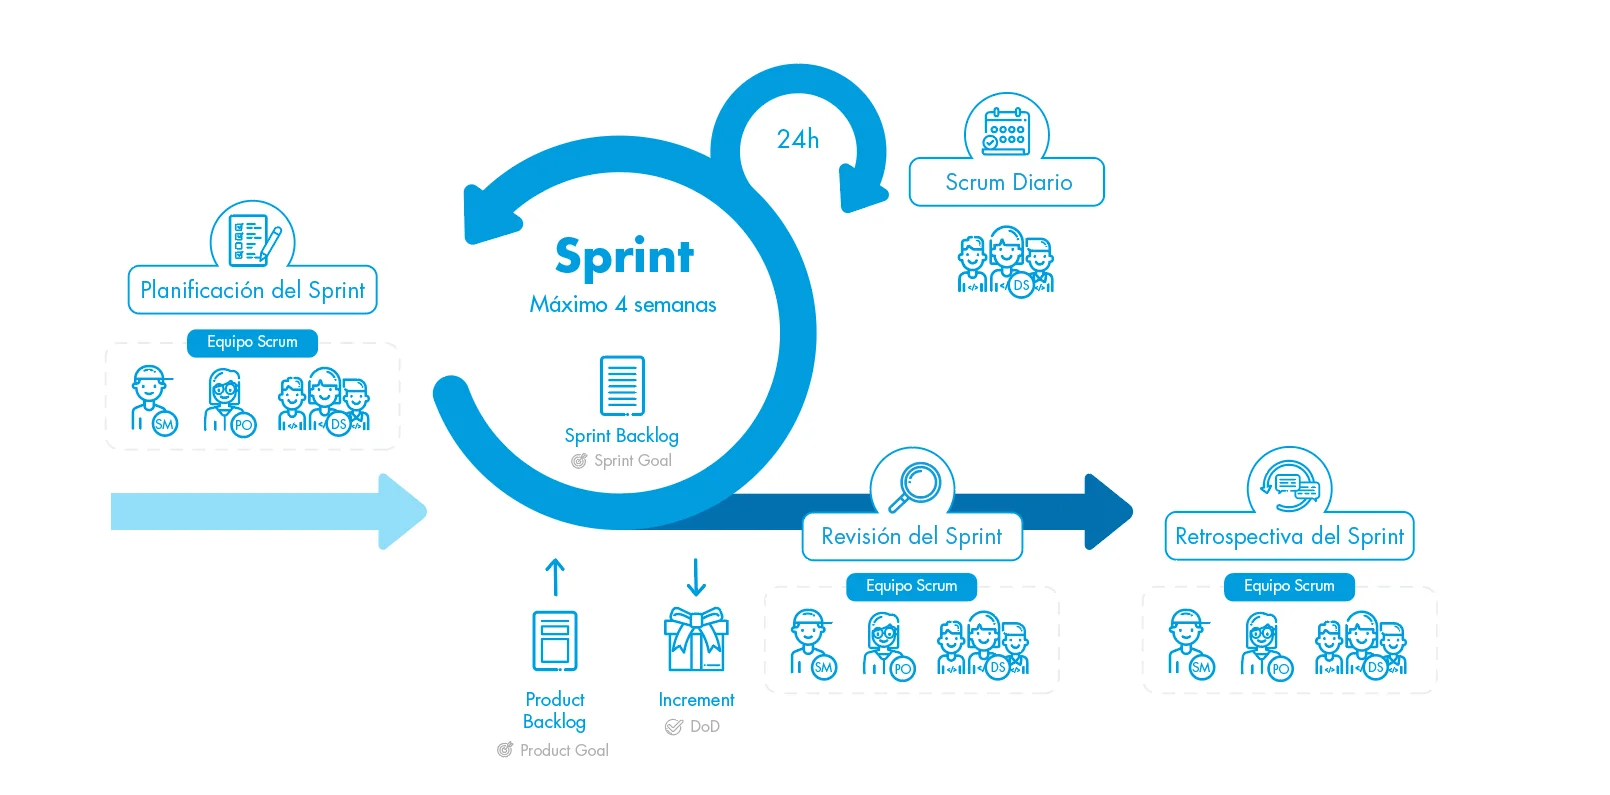 24h
Scrum Diario
DS
Planificación del Sprint
Equipo Scrum
SM
PO
DS
Sprint
Máximo 4 semanas
Sprint Backlog
Sprint Goal
Revisión del Sprint
Equipo Scrum
SM
PO
DS
Retrospectiva del Sprint
Equipo Scrum
SM
PO
DS
Product
Backlog
Product Goal
Increment
DoD